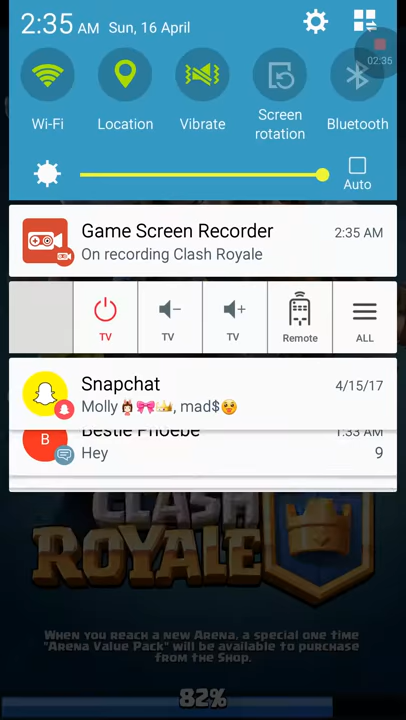 2:35 AM Sun, 16 April
02:35
Wi-Fi Location Vibrate Screen rotation Bluetooth
Auto
Game Screen Recorder 2:35 AM
On recording Clash Royale
TV TV TV Remote ALL
Snapchat 4/15/17
Molly, mad$
B Bestie Phoebe 1:33 AM
Hey 9
CLASH
ROYALE
When you reach a new Arena, a special one time
"Arena Value Pack" will be available to purchase
from the Shop.
82%